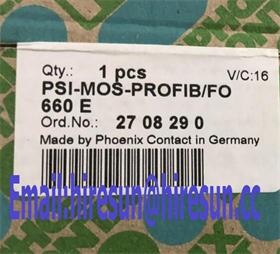 Qty.: 1 pcs V/C:16
PSI-MOS-PROFIB/FO
660 E
Ord.No.: 27 08 29 0
Made by Phoenix Contact in Germany
Email:hiresun@hiresun.cc